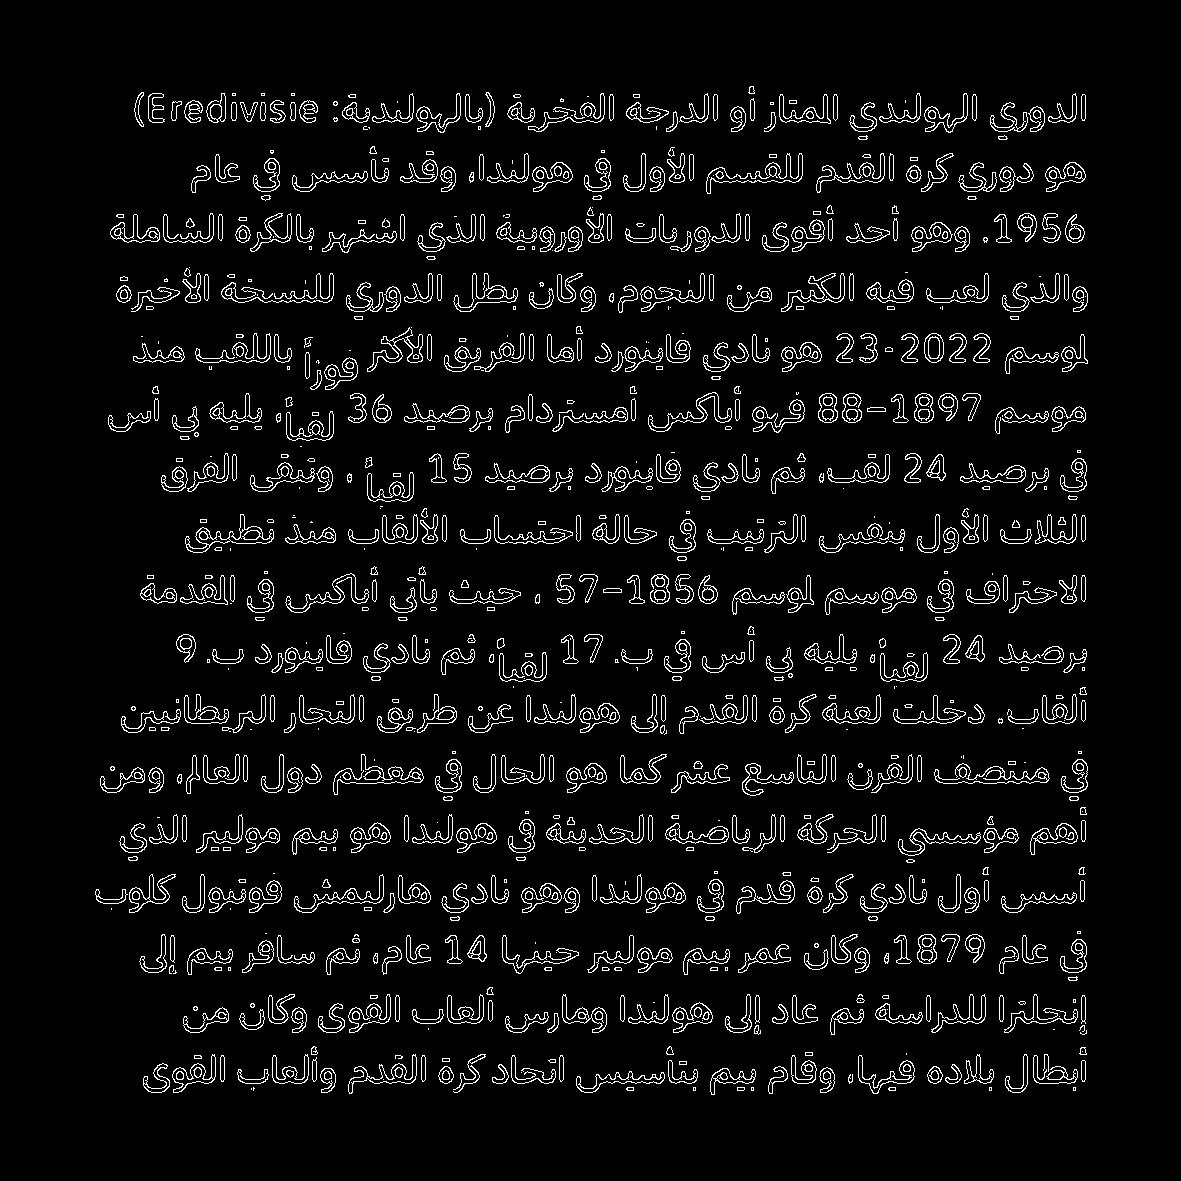 الدوري الهولندي الممتاز أو الدرجة الفخرية (بالهولندية: Eredivisie)
هو دوري كرة القدم للقسم الأول في هولندا، وقد تأسس في عام
1956. وهو أحد أقوى الدوريات الأوروبية الذي اشتهر بالكرة الشاملة
والذي لعب فيه الكثير من النجوم، وكان بطل الدوري للنسخة الأخيرة
لموسم 2022-23 هو نادي فاينورد أما الفريق الأكثر فوزاً باللقب منذ
موسم 1897–88 فهو أياكس أمستردام برصيد 36 لقباً، يليه بي أس
في برصيد 24 لقب، ثم نادي فاينورد برصيد 15 لقباً ، وتبقى الفرق
الثلاث الأول بنفس الترتيب في حالة احتساب الألقاب منذ تطبيق
الاحتراف في موسم لموسم 1856–57 ، حيث يأتي أياكس في المقدمة
برصيد 24 لقباً، يليه بي أس في ب. 17 لقباً، ثم نادي فاينورد ب. 9
ألقاب. دخلت لعبة كرة القدم إلى هولندا عن طريق التجار البريطانيين
في منتصف القرن التاسع عشر كما هو الحال في معظم دول العالم، ومن
أهم مؤسسي الحركة الرياضية الحديثة في هولندا هو بيم موليير الذي
أسس أول نادي كرة قدم في هولندا وهو نادي هارليمش فوتبول كلوب
في عام 1879، وكان عمر بيم موليير حينها 14 عام، ثم سافر بيم إلى
إنجلترا للدراسة ثم عاد إلى هولندا ومارس ألعاب القوى وكان من
أبطال بلاده فيها، وقام بيم بتأسيس اتحاد كرة القدم وألعاب القوى